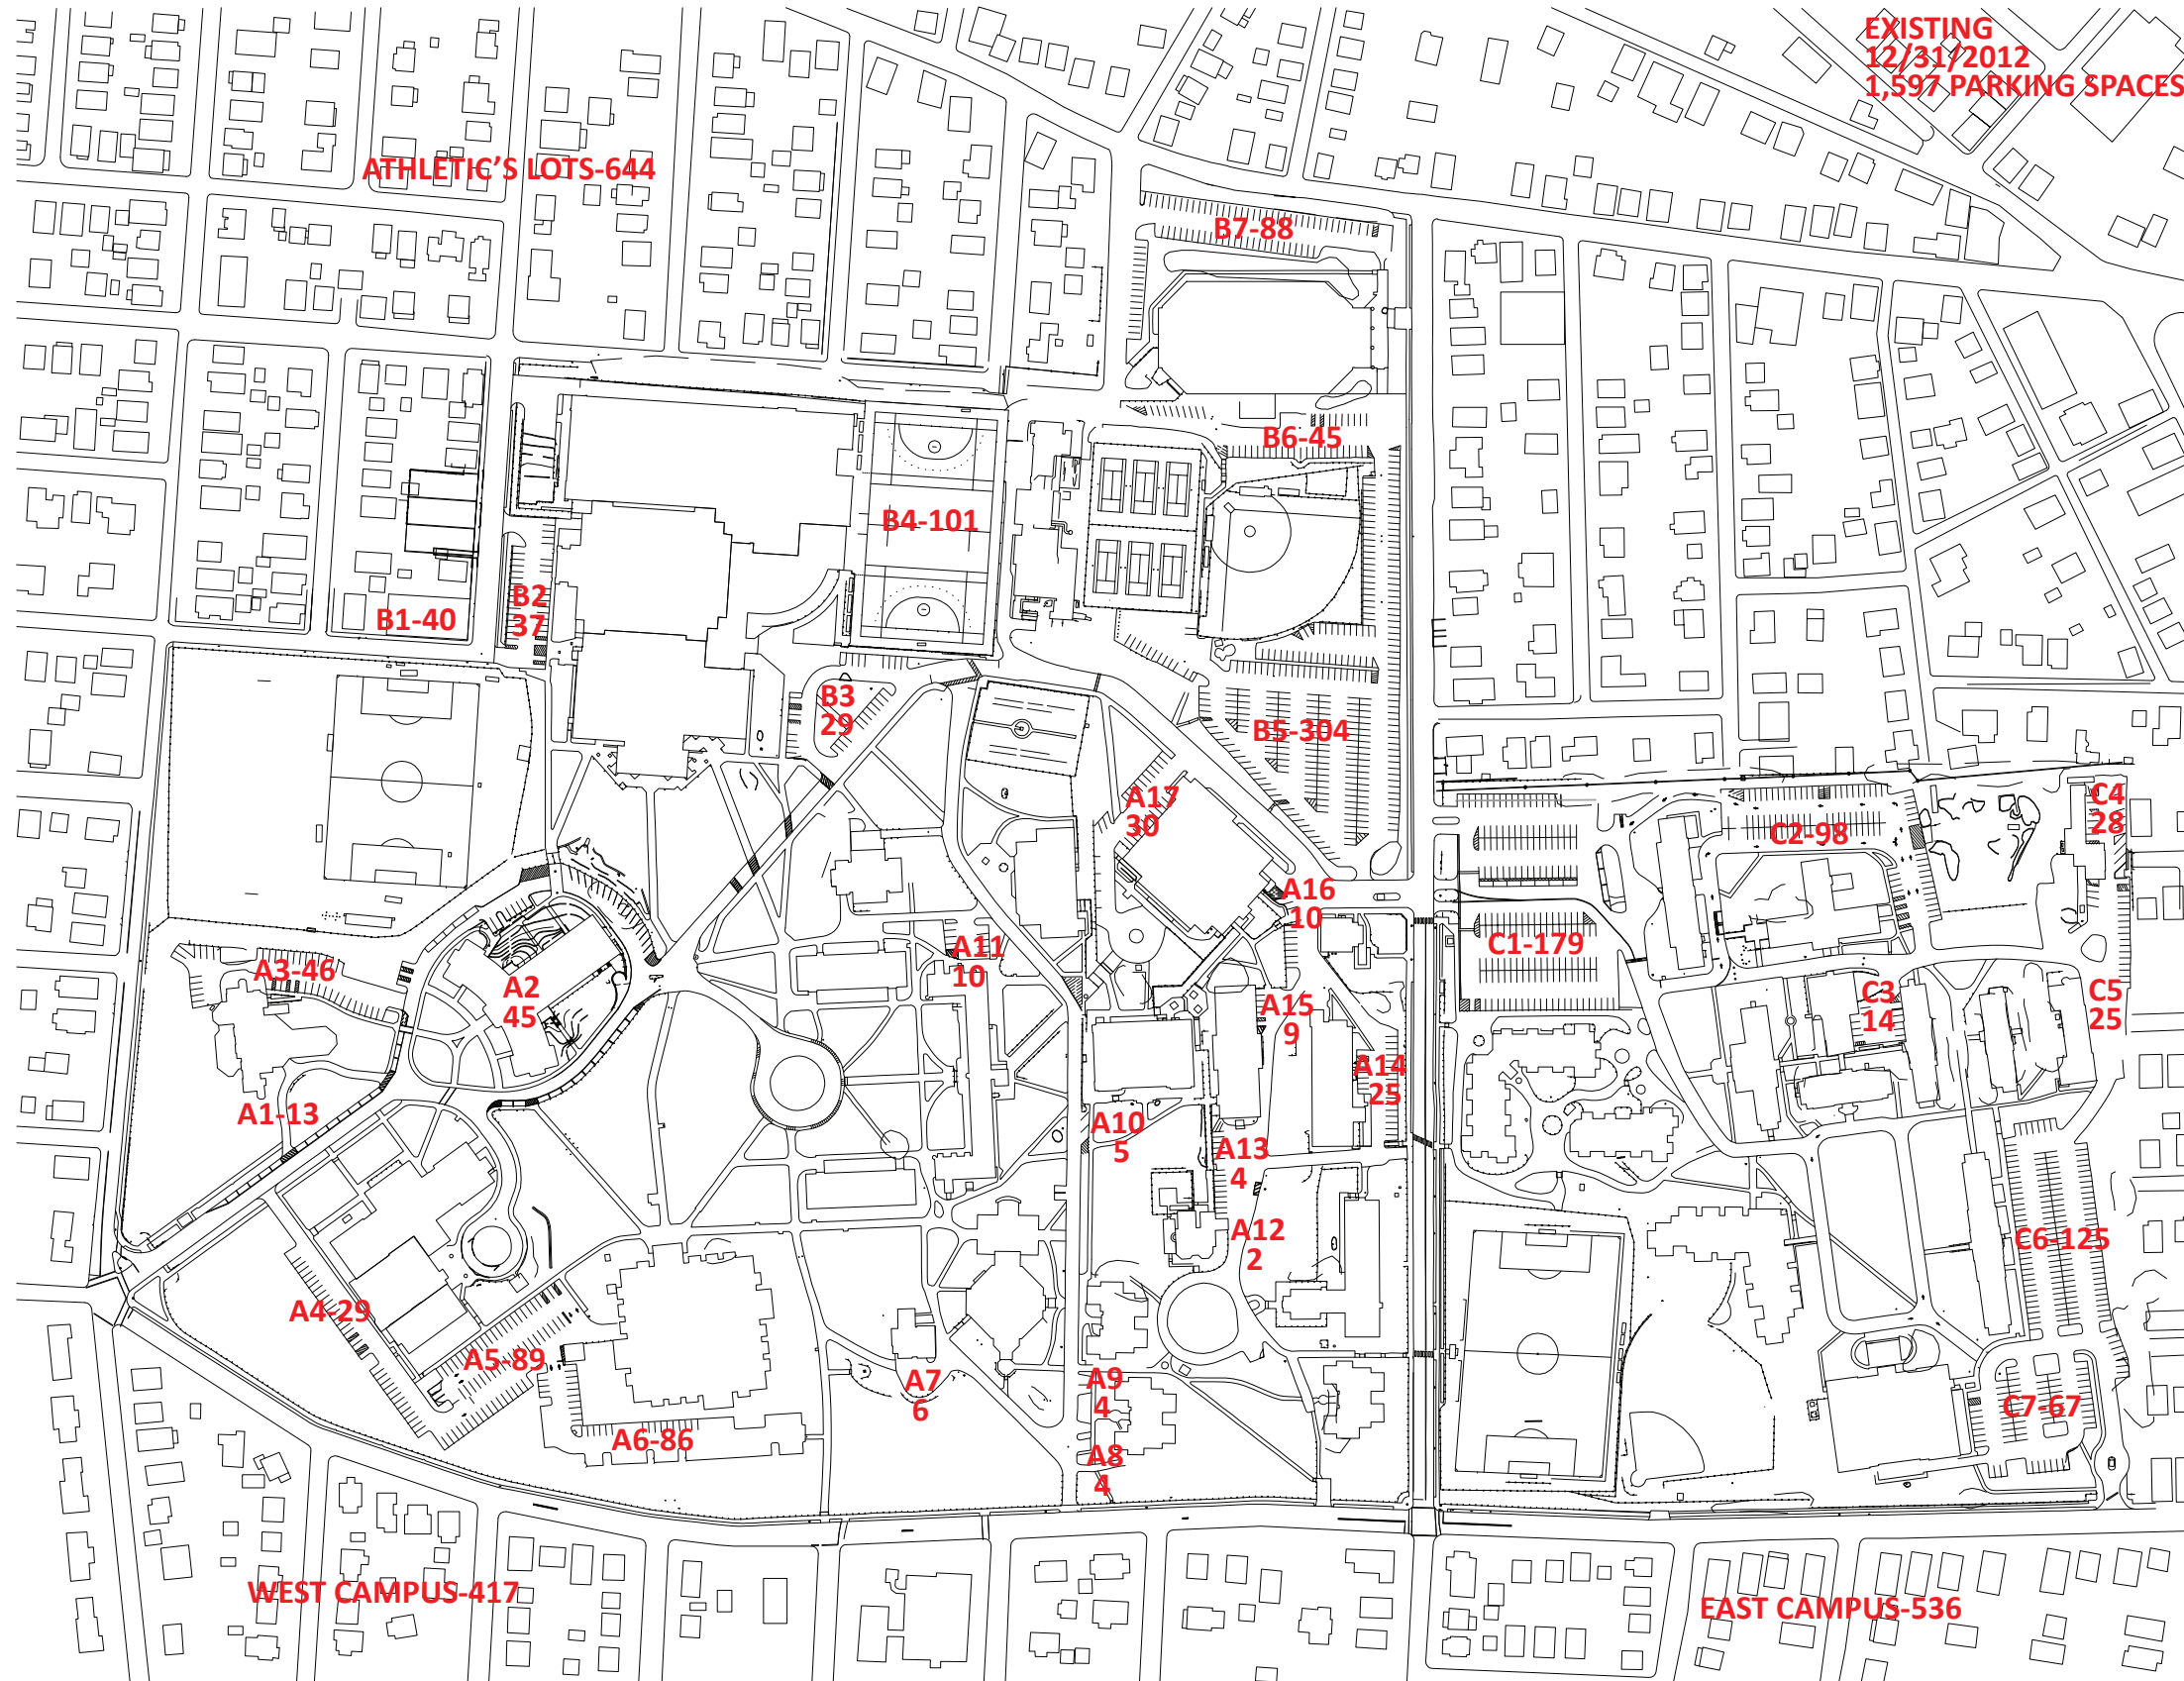 EXISTING
12/31/2012
1,597 PARKING SPACES
ATHLETIC’S LOTS-644
B7-88
B6-45
B4-101
B1-40
B2
37
B3
29
B5-304
A17
30
C4
28
C2-98
A16
10
C1-179
A11
10
A3-46
A2
45
A15
9
C3
14
C5
25
A14
25
A1-13
A10
5
A13
4
A12
2
C6-125
A4-29
A5-89
A7
6
A9
4
C7-67
A6-86
A8
4
WEST CAMPUS-417
EAST CAMPUS-536